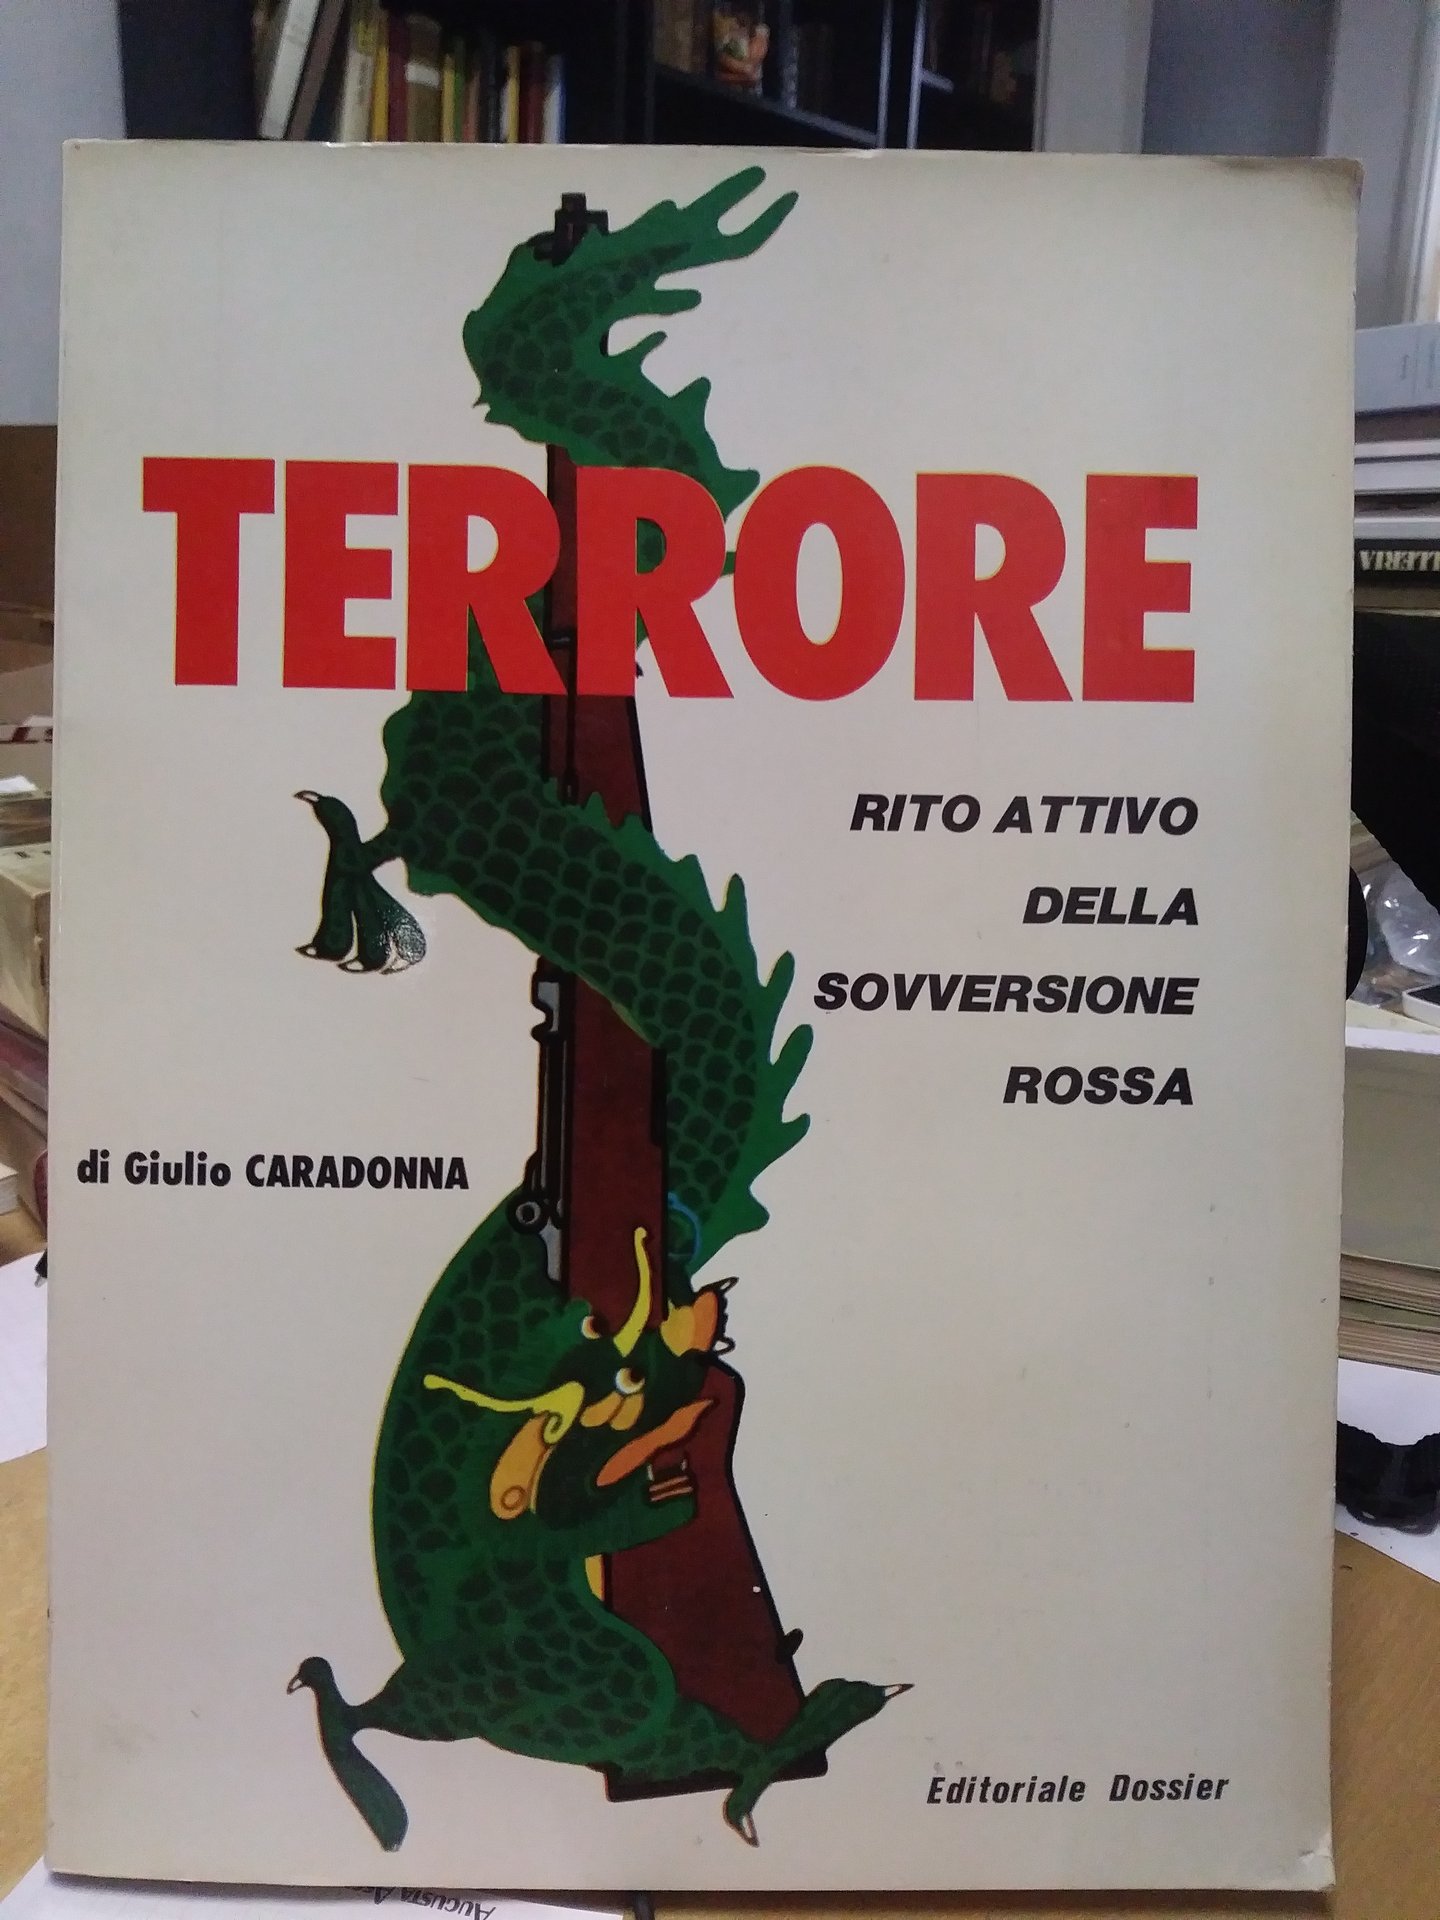 TERRORE
RITO ATTIVO
DELLA
SOVVERSIONE
ROSSA
di Giulio CARADONNA
Editoriale Dossier